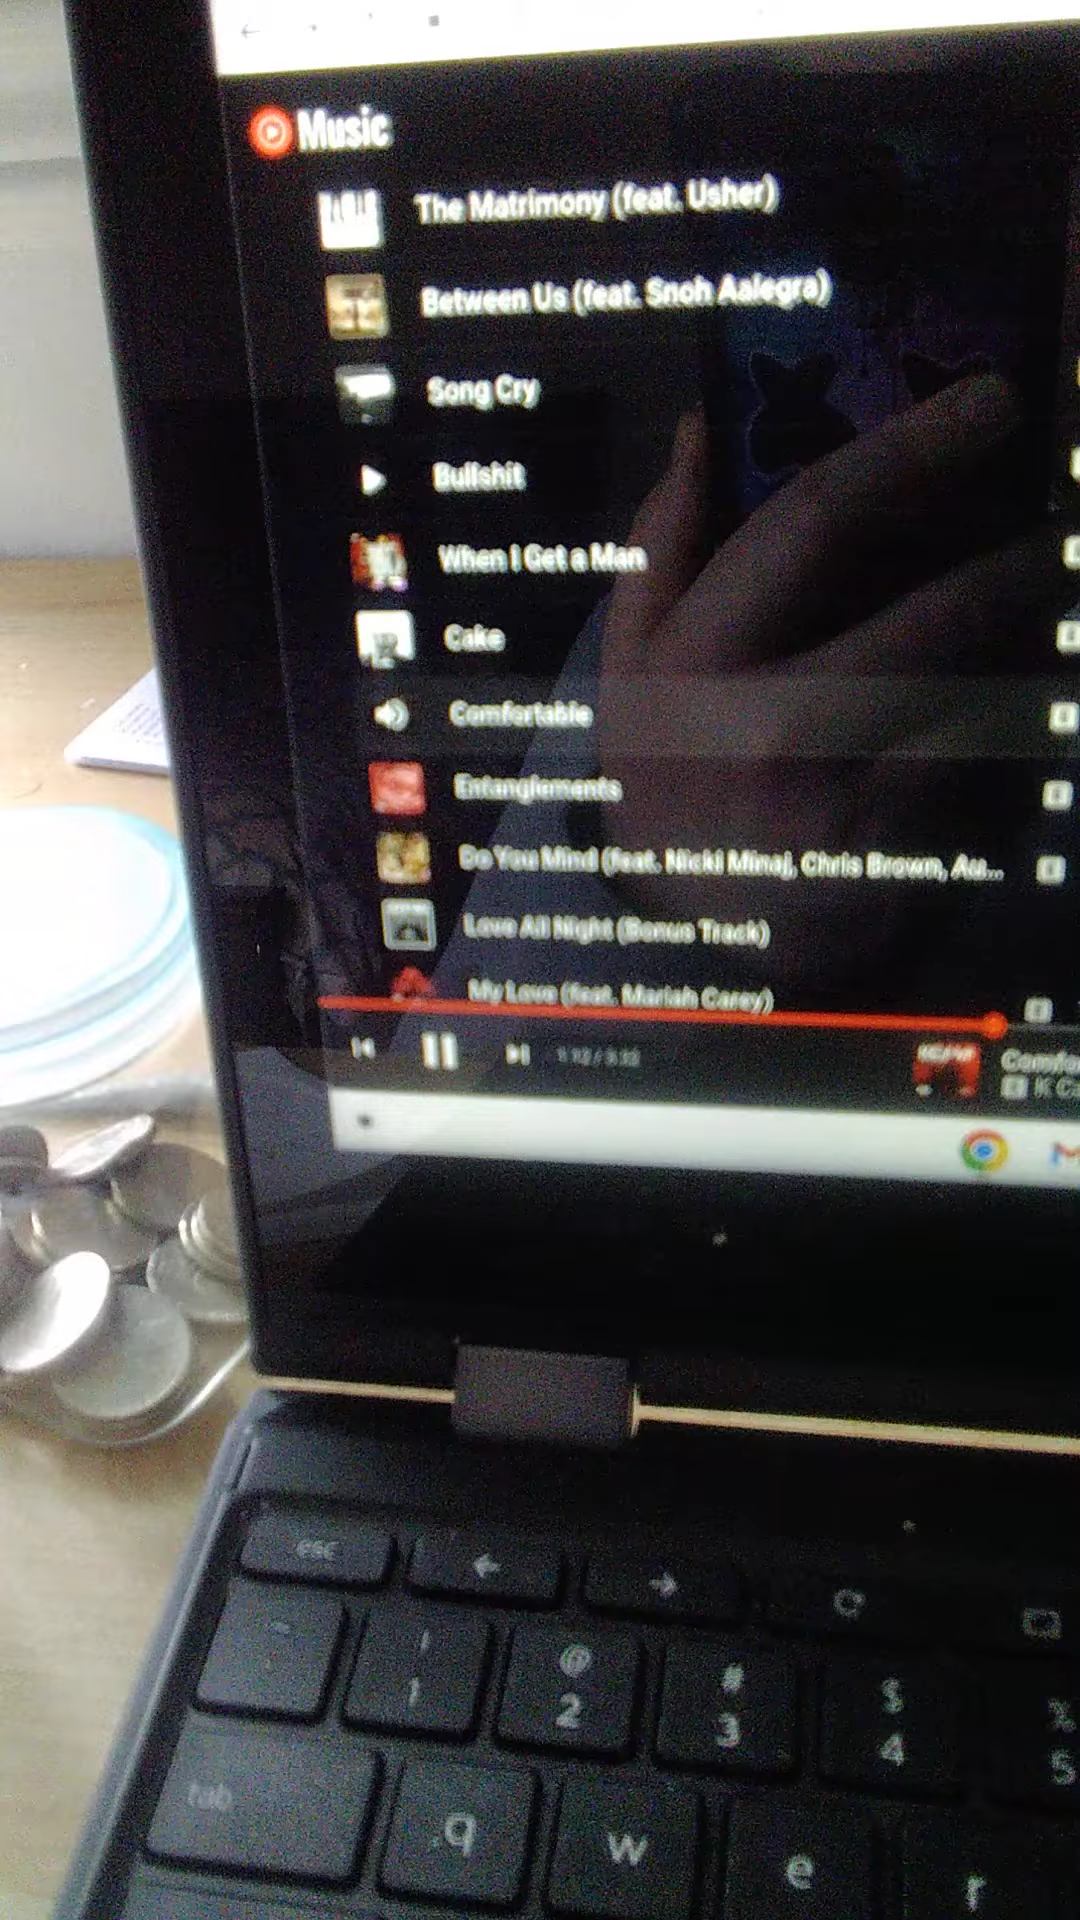 Music
The Matrimony (feat. Usher)
Between Us (feat. Snoh Aalegra)
Song Cry
Bullshit
When I Get a Man
Cake
Comfortable
Entanglements
Do You Mind (feat. Nicki Minaj, Chris Brown, Au...
Love All Night (Bonus Track)
My Love (feat. Mariah Carey)
Comfo
K Ca
esc
! @ # $ %
1 2 3 4 5
tab q w e r